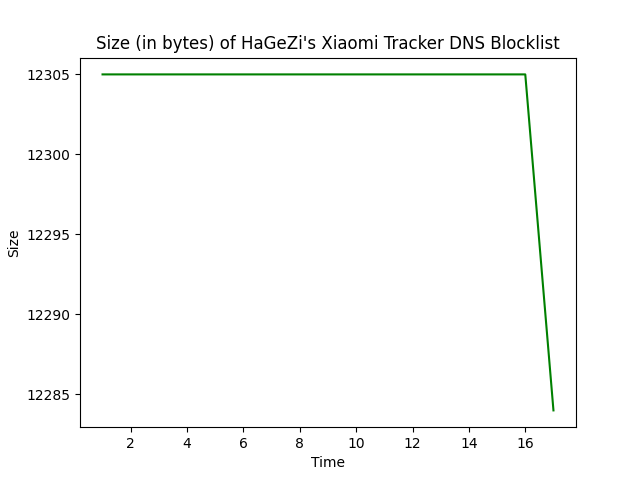 Size (in bytes) of HaGeZi's Xiaomi Tracker DNS Blocklist
12305
12300
12295
12290
12285
Size
2 4 6 8 10 12 14 16
Time